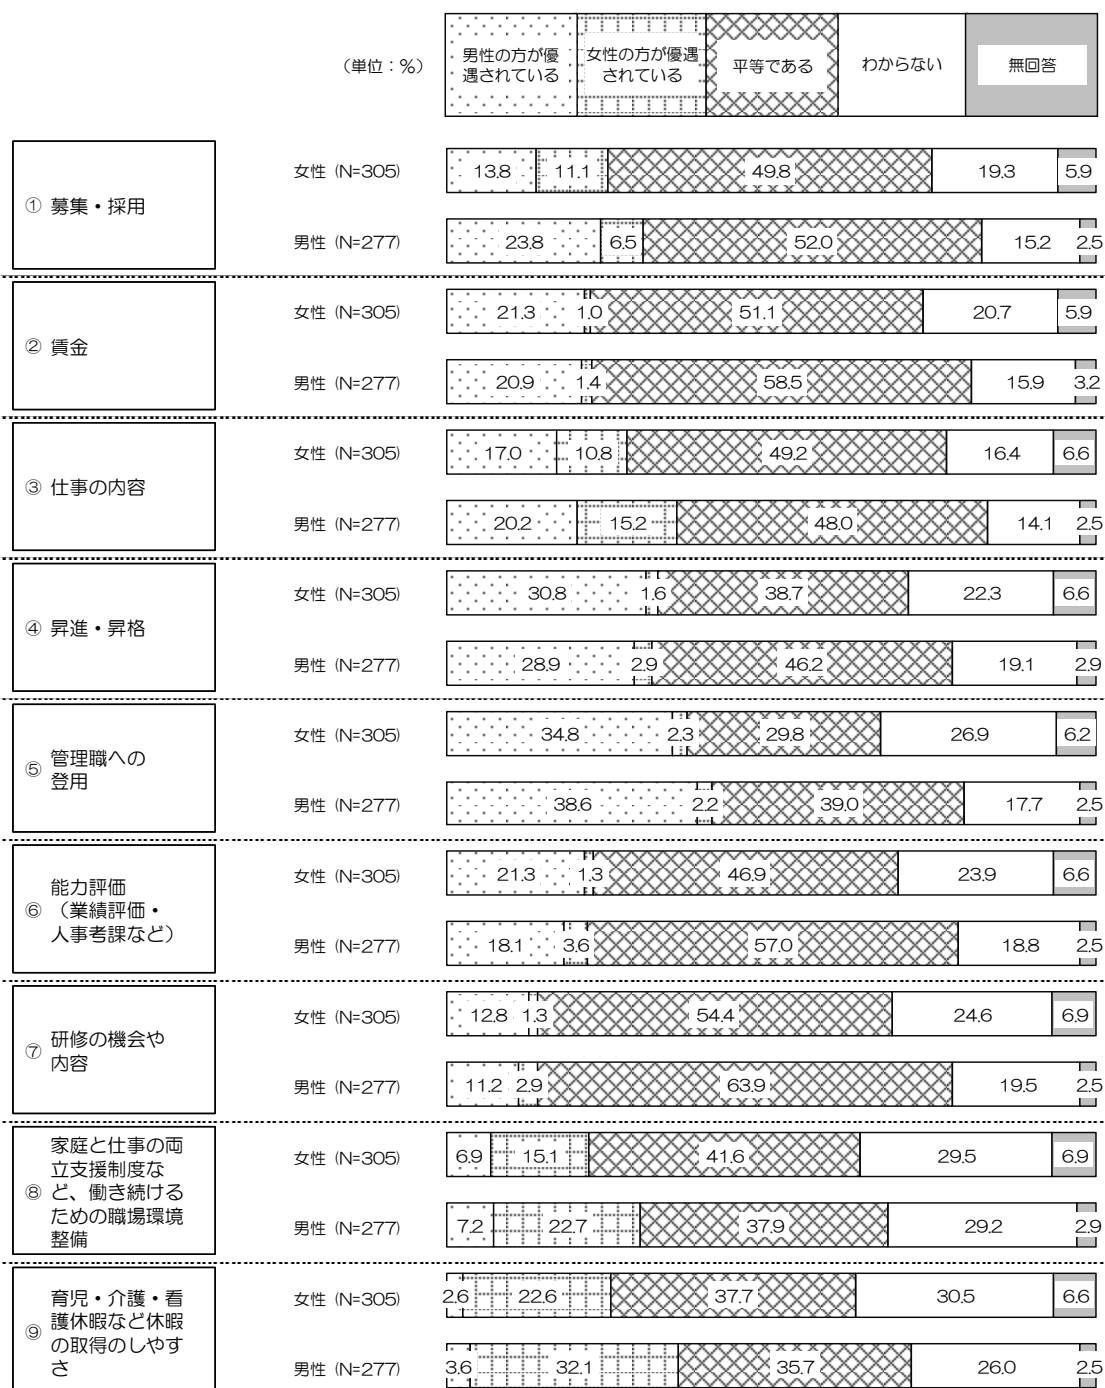 （単位：％）
男性の方が優
遇されている
女性の方が優遇
されている
平等である
わからない
無回答
① 募集・採用
女性 (N=305)
13.8 11.1 49.8 19.3 5.9
男性 (N=277)
23.8 6.5 52.0 15.2 2.5
② 賃金
女性 (N=305)
21.3 1.0 51.1 20.7 5.9
男性 (N=277)
20.9 1.4 58.5 15.9 3.2
③ 仕事の内容
女性 (N=305)
17.0 10.8 49.2 16.4 6.6
男性 (N=277)
20.2 15.2 48.0 14.1 2.5
④ 昇進・昇格
女性 (N=305)
30.8 1.6 38.7 22.3 6.6
男性 (N=277)
28.9 2.9 46.2 19.1 2.9
⑤ 管理職への
登用
女性 (N=305)
34.8 2.3 29.8 26.9 6.2
男性 (N=277)
38.6 2.2 39.0 17.7 2.5
能力評価
⑥ （業績評価・
人事考課など）
女性 (N=305)
21.3 1.3 46.9 23.9 6.6
男性 (N=277)
18.1 3.6 57.0 18.8 2.5
⑦ 研修の機会や
内容
女性 (N=305)
12.8 1.3 54.4 24.6 6.9
男性 (N=277)
11.2 2.9 63.9 19.5 2.5
家庭と仕事の両
立支援制度な
⑧ ど、働き続ける
ための職場環境
整備
女性 (N=305)
6.9 15.1 41.6 29.5 6.9
男性 (N=277)
7.2 22.7 37.9 29.2 2.9
育児・介護・看
護休暇など休暇
⑨ の取得のしやす
さ
女性 (N=305)
2.6 22.6 37.7 30.5 6.6
男性 (N=277)
3.6 32.1 35.7 26.0 2.5